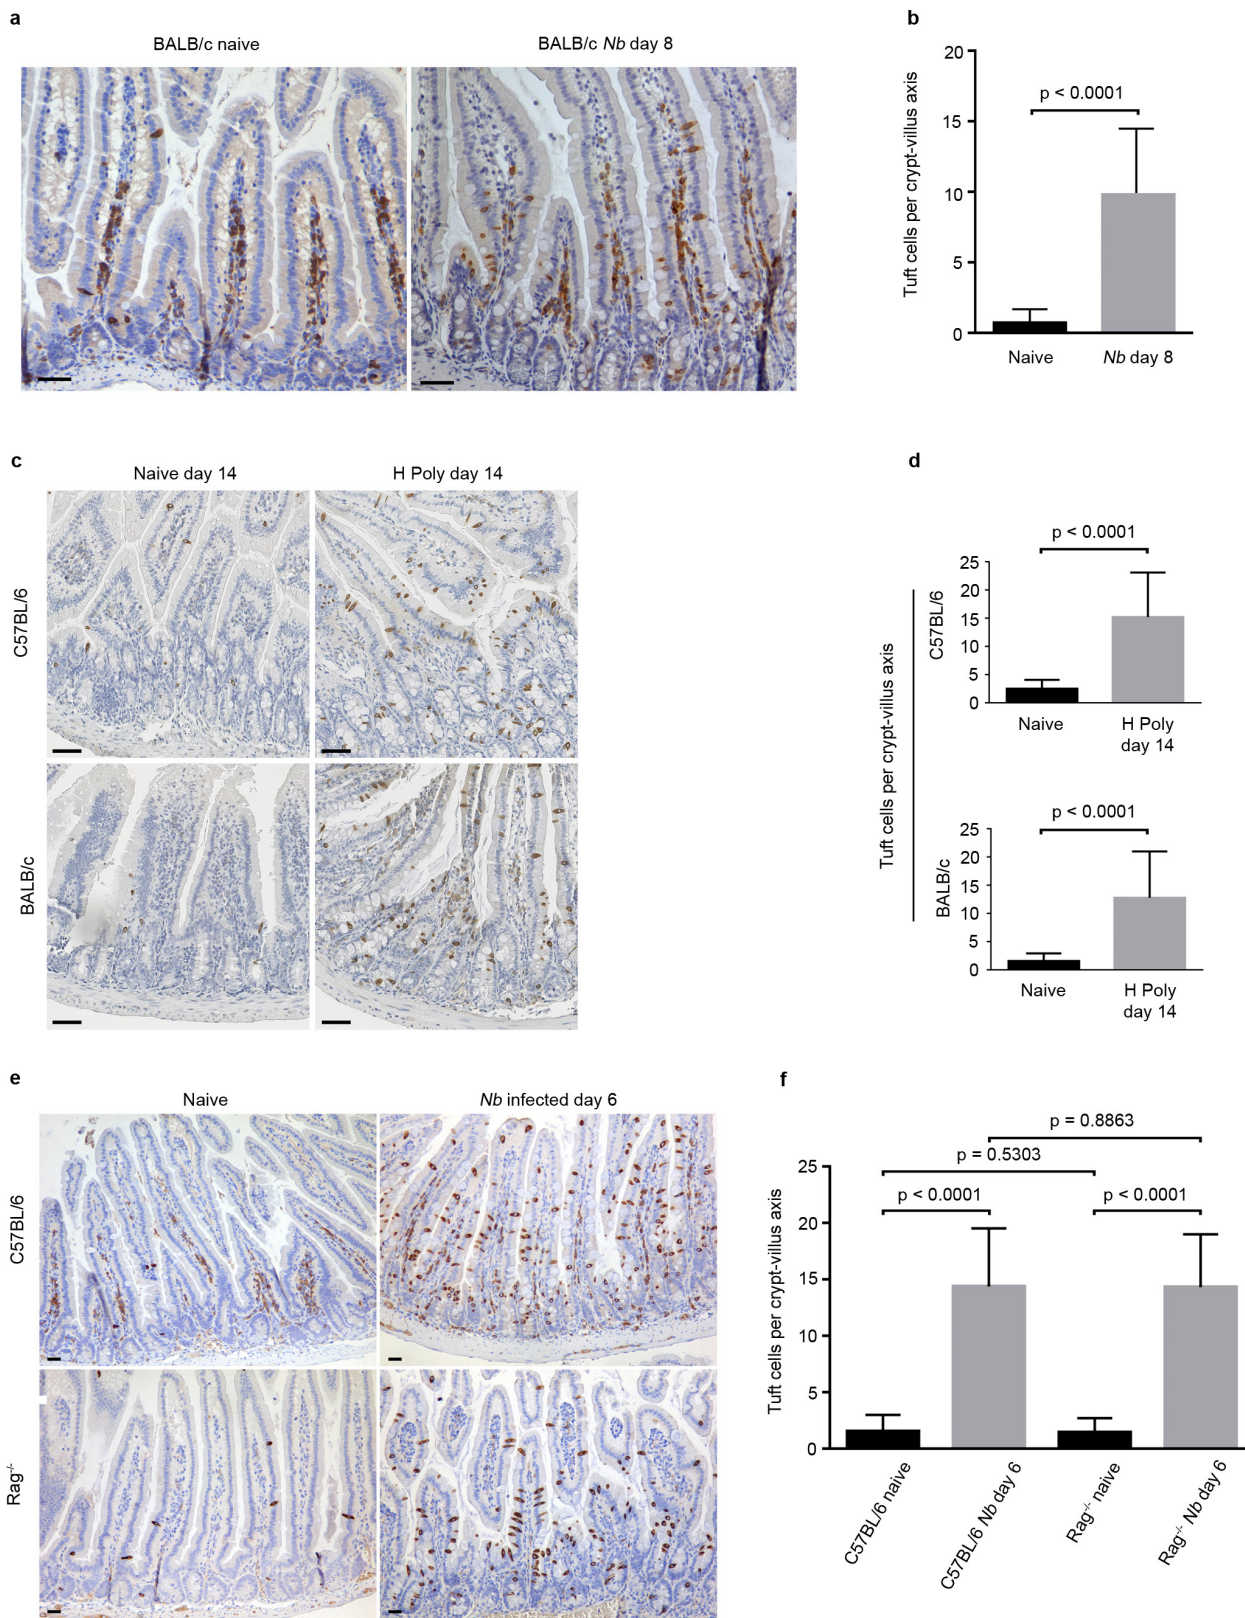 a
BALB/c naive
BALB/c Nb day 8
b
Tuft cells per crypt-villus axis
20
15
10
5
0
p < 0.0001
Naive
Nb day 8
c
Naive day 14
H Poly day 14
C57BL/6
BALB/c
d
Tuft cells per crypt-villus axis
C57BL/6
p < 0.0001
25
20
15
10
5
0
Naive
H Poly
day 14
BALB/c
p < 0.0001
25
20
15
10
5
0
Naive
H Poly
day 14
e
Naive
Nb infected day 6
C57BL/6
Rag-/-
f
Tuft cells per crypt-villus axis
p = 0.8863
p = 0.5303
p < 0.0001
p < 0.0001
25
20
15
10
5
0
C57BL/6 naive
C57BL/6 Nb day 6
Rag-/- naive
Rag-/- Nb day 6